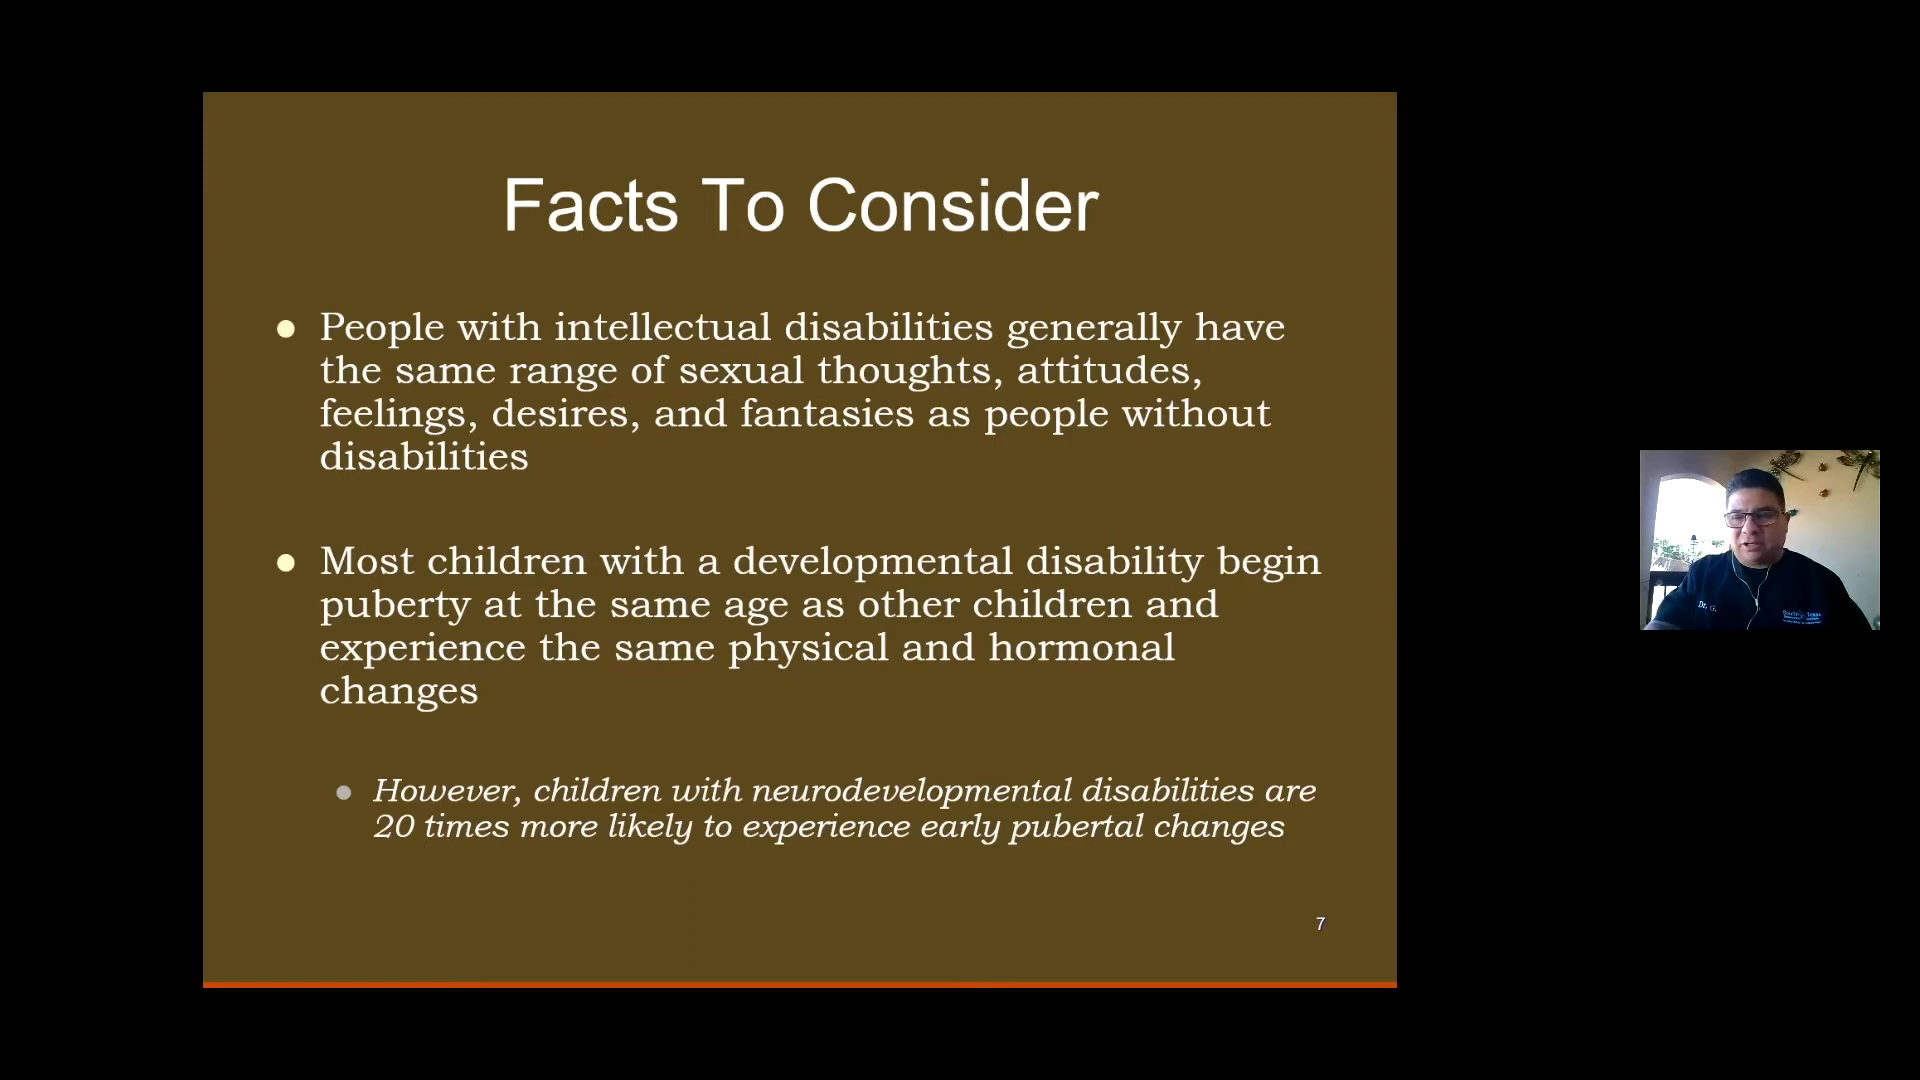 Facts To Consider
People with intellectual disabilities generally have
the same range of sexual thoughts, attitudes,
feelings, desires, and fantasies as people without
disabilities
Most children with a developmental disability begin
puberty at the same age as other children and
experience the same physical and hormonal
changes
However, children with neurodevelopmental disabilities are
20 times more likely to experience early pubertal changes
7
Dr. G.
South Texas